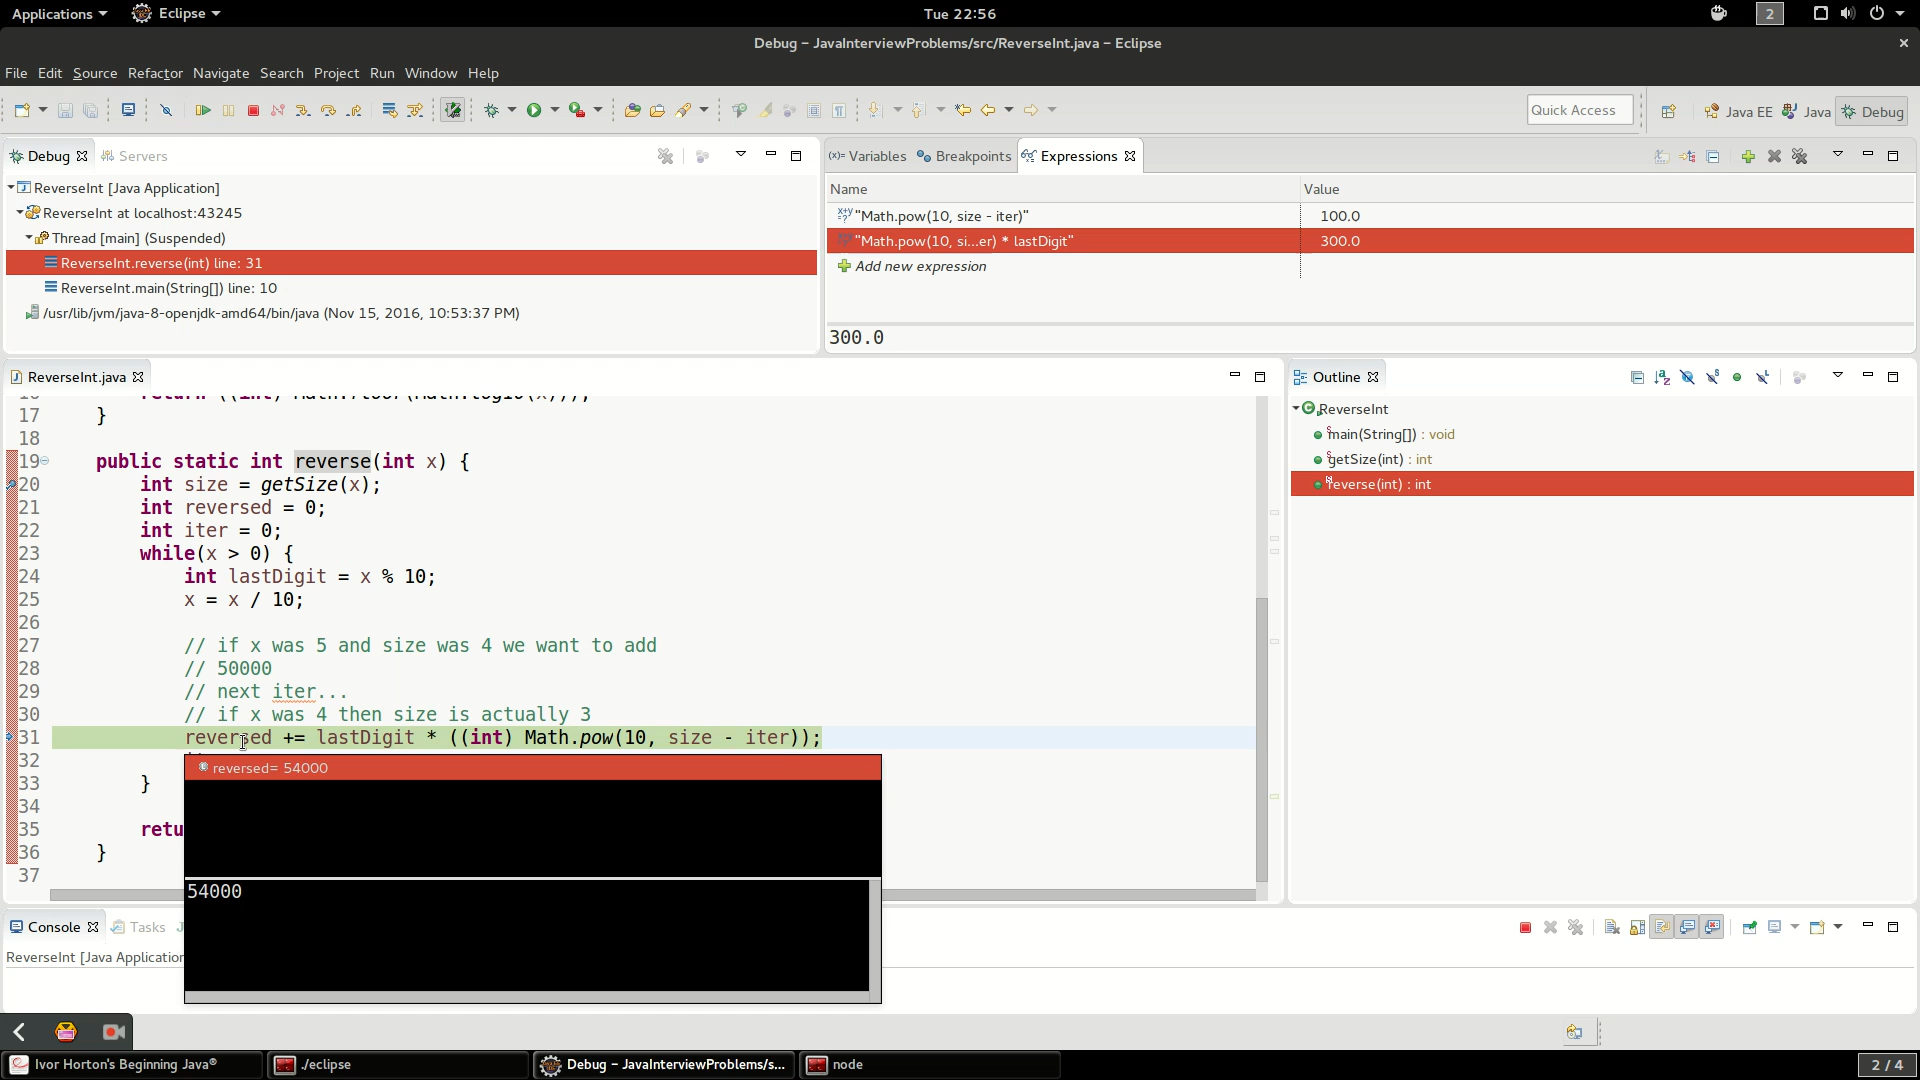 Applications
Eclipse
Tue 22:56
2
Debug – JavaInterviewProblems/src/ReverseInt.java – Eclipse
File Edit Source Refactor Navigate Search Project Run Window Help
Quick Access
Java EE
Java
Debug
Debug
Servers
ReverseInt [Java Application]
ReverseInt at localhost:43245
Thread [main] (Suspended)
ReverseInt.reverse(int) line: 31
ReverseInt.main(String[]) line: 10
/usr/lib/jvm/java-8-openjdk-amd64/bin/java (Nov 15, 2016, 10:53:37 PM)
Variables
Breakpoints
Expressions
Name Value
"Math.pow(10, size - iter)" 100.0
"Math.pow(10, si...er) * lastDigit" 300.0
Add new expression
300.0
ReverseInt.java
17 }
18
19 public static int reverse(int x) {
20 int size = getSize(x);
21 int reversed = 0;
22 int iter = 0;
23 while(x > 0) {
24 int lastDigit = x % 10;
25 x = x / 10;
26
27 // if x was 5 and size was 4 we want to add
28 // 50000
29 // next iter...
30 // if x was 4 then size is actually 3
31 reversed += lastDigit * ((int) Math.pow(10, size - iter));
32
33 }
34
35 retu
36 }
37
reversed= 54000
54000
Outline
ReverseInt
main(String[]) : void
getSize(int) : int
reverse(int) : int
Console
Tasks
ReverseInt [Java Application
Ivor Horton's Beginning Java®
./eclipse
Debug – JavaInterviewProblems/s...
node
2 / 4